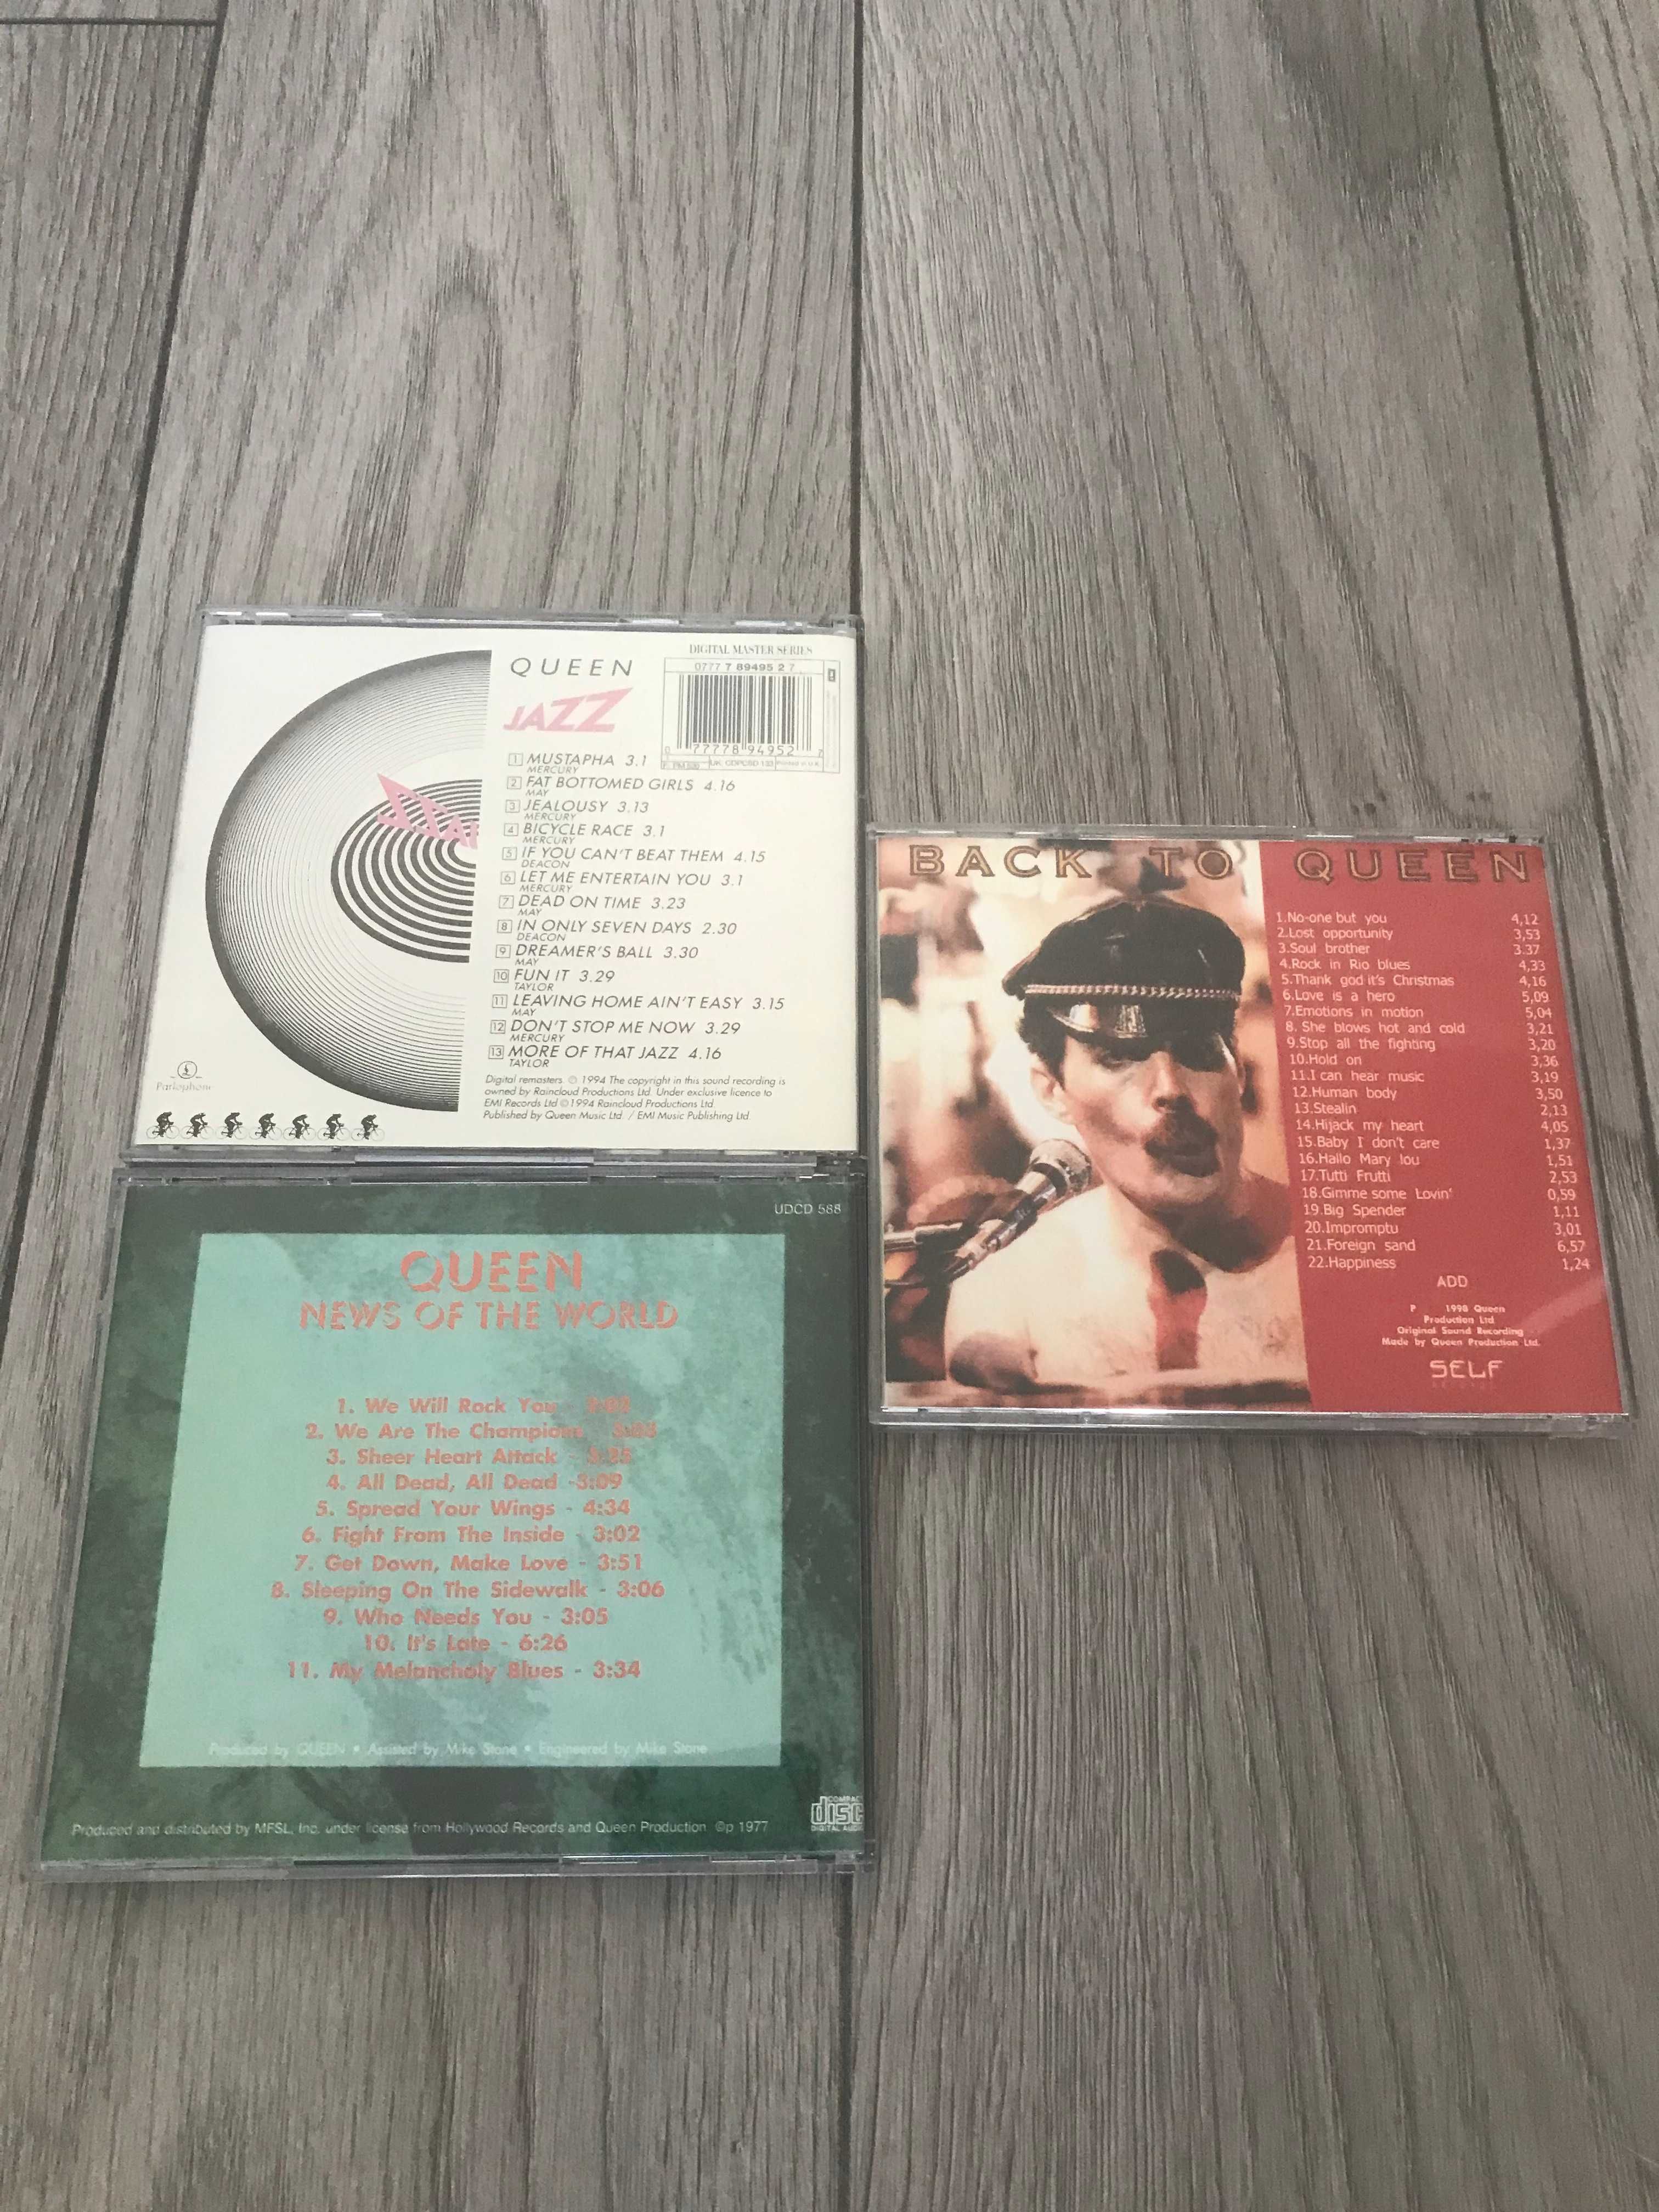 DIGITAL MASTER SERIES
0777 7 89495 2 7
QUEEN
JAZZ
0 77778 94952 7
UK: CDPCSD 133
Printed in U.K.
1 MUSTAPHA 3.1
MERCURY
2 FAT BOTTOMED GIRLS 4.16
MAY
3 JEALOUSY 3.13
MERCURY
4 BICYCLE RACE 3.1
MERCURY
5 IF YOU CAN'T BEAT THEM 4.15
DEACON
6 LET ME ENTERTAIN YOU 3.1
MERCURY
7 DEAD ON TIME 3.23
MAY
8 IN ONLY SEVEN DAYS 2.30
DEACON
9 DREAMER'S BALL 3.30
MAY
10 FUN IT 3.29
TAYLOR
11 LEAVING HOME AIN'T EASY 3.15
MAY
12 DON'T STOP ME NOW 3.29
MERCURY
13 MORE OF THAT JAZZ 4.16
TAYLOR
Digital remasters ℗ 1994 The copyright in this sound recording is
owned by Raincloud Productions Ltd. Under exclusive licence to
EMI Records Ltd © 1994 Raincloud Productions Ltd
Published by Queen Music Ltd. / EMI Music Publishing Ltd
Parlophone
BACK TO QUEEN
1.No-one but you 4,12
2.Lost opportunity 3,53
3.Soul brother 3.37
4.Rock in Rio blues 4,33
5.Thank god it's Christmas 4,16
6.Love is a hero 5,09
7.Emotions in motion 5,04
8. She blows hot and cold 3,21
9.Stop all the fighting 3,20
10.Hold on 3,36
11.I can hear music 3,19
12.Human body 3,50
13.Stealin 2,13
14.Hijack my heart 4,05
15.Baby I don't care 1,37
16.Hallo Mary lou 1,51
17.Tutti Frutti 2,53
18.Gimme some Lovin' 0,59
19.Big Spender 1,11
20.Impromptu 3,01
21.Foreign sand 6,57
22.Happiness 1,24
ADD
P 1998 Queen
Production Ltd
Original Sound Recording
Made by Queen Production Ltd.
SELF
UDCD 588
QUEEN
NEWS OF THE WORLD
1. We Will Rock You -
2. We Are The Champions -
3. Sheer Heart Attack -
4. All Dead, All Dead -3:09
5. Spread Your Wings - 4:34
6. Fight From The Inside - 3:02
7. Get Down, Make Love - 3:51
8. Sleeping On The Sidewalk - 3:06
9. Who Needs You - 3:05
10. It's Late - 6:26
11. My Melancholy Blues - 3:34
Produced by QUEEN • Assisted by Mike Stone • Engineered by Mike Stone
Produced and distributed by MFSL, Inc. under license from Hollywood Records and Queen Production ©p 1977
COMPACT
disc
DIGITAL AUDIO